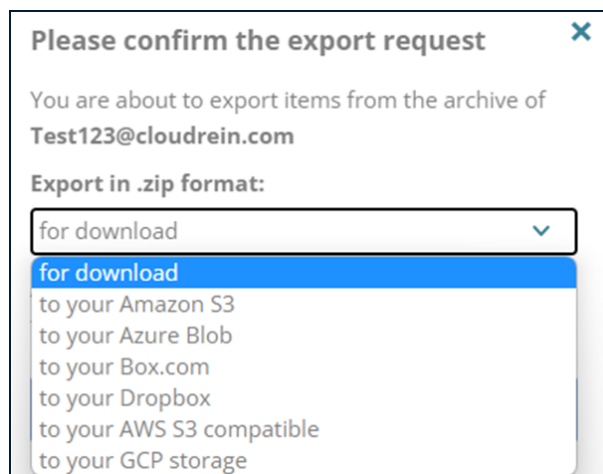 Please confirm the export request
You are about to export items from the archive of
Test123@cloudrein.com
Export in .zip format:
for download
for download
to your Amazon S3
to your Azure Blob
to your Box.com
to your Dropbox
to your AWS S3 compatible
to your GCP storage